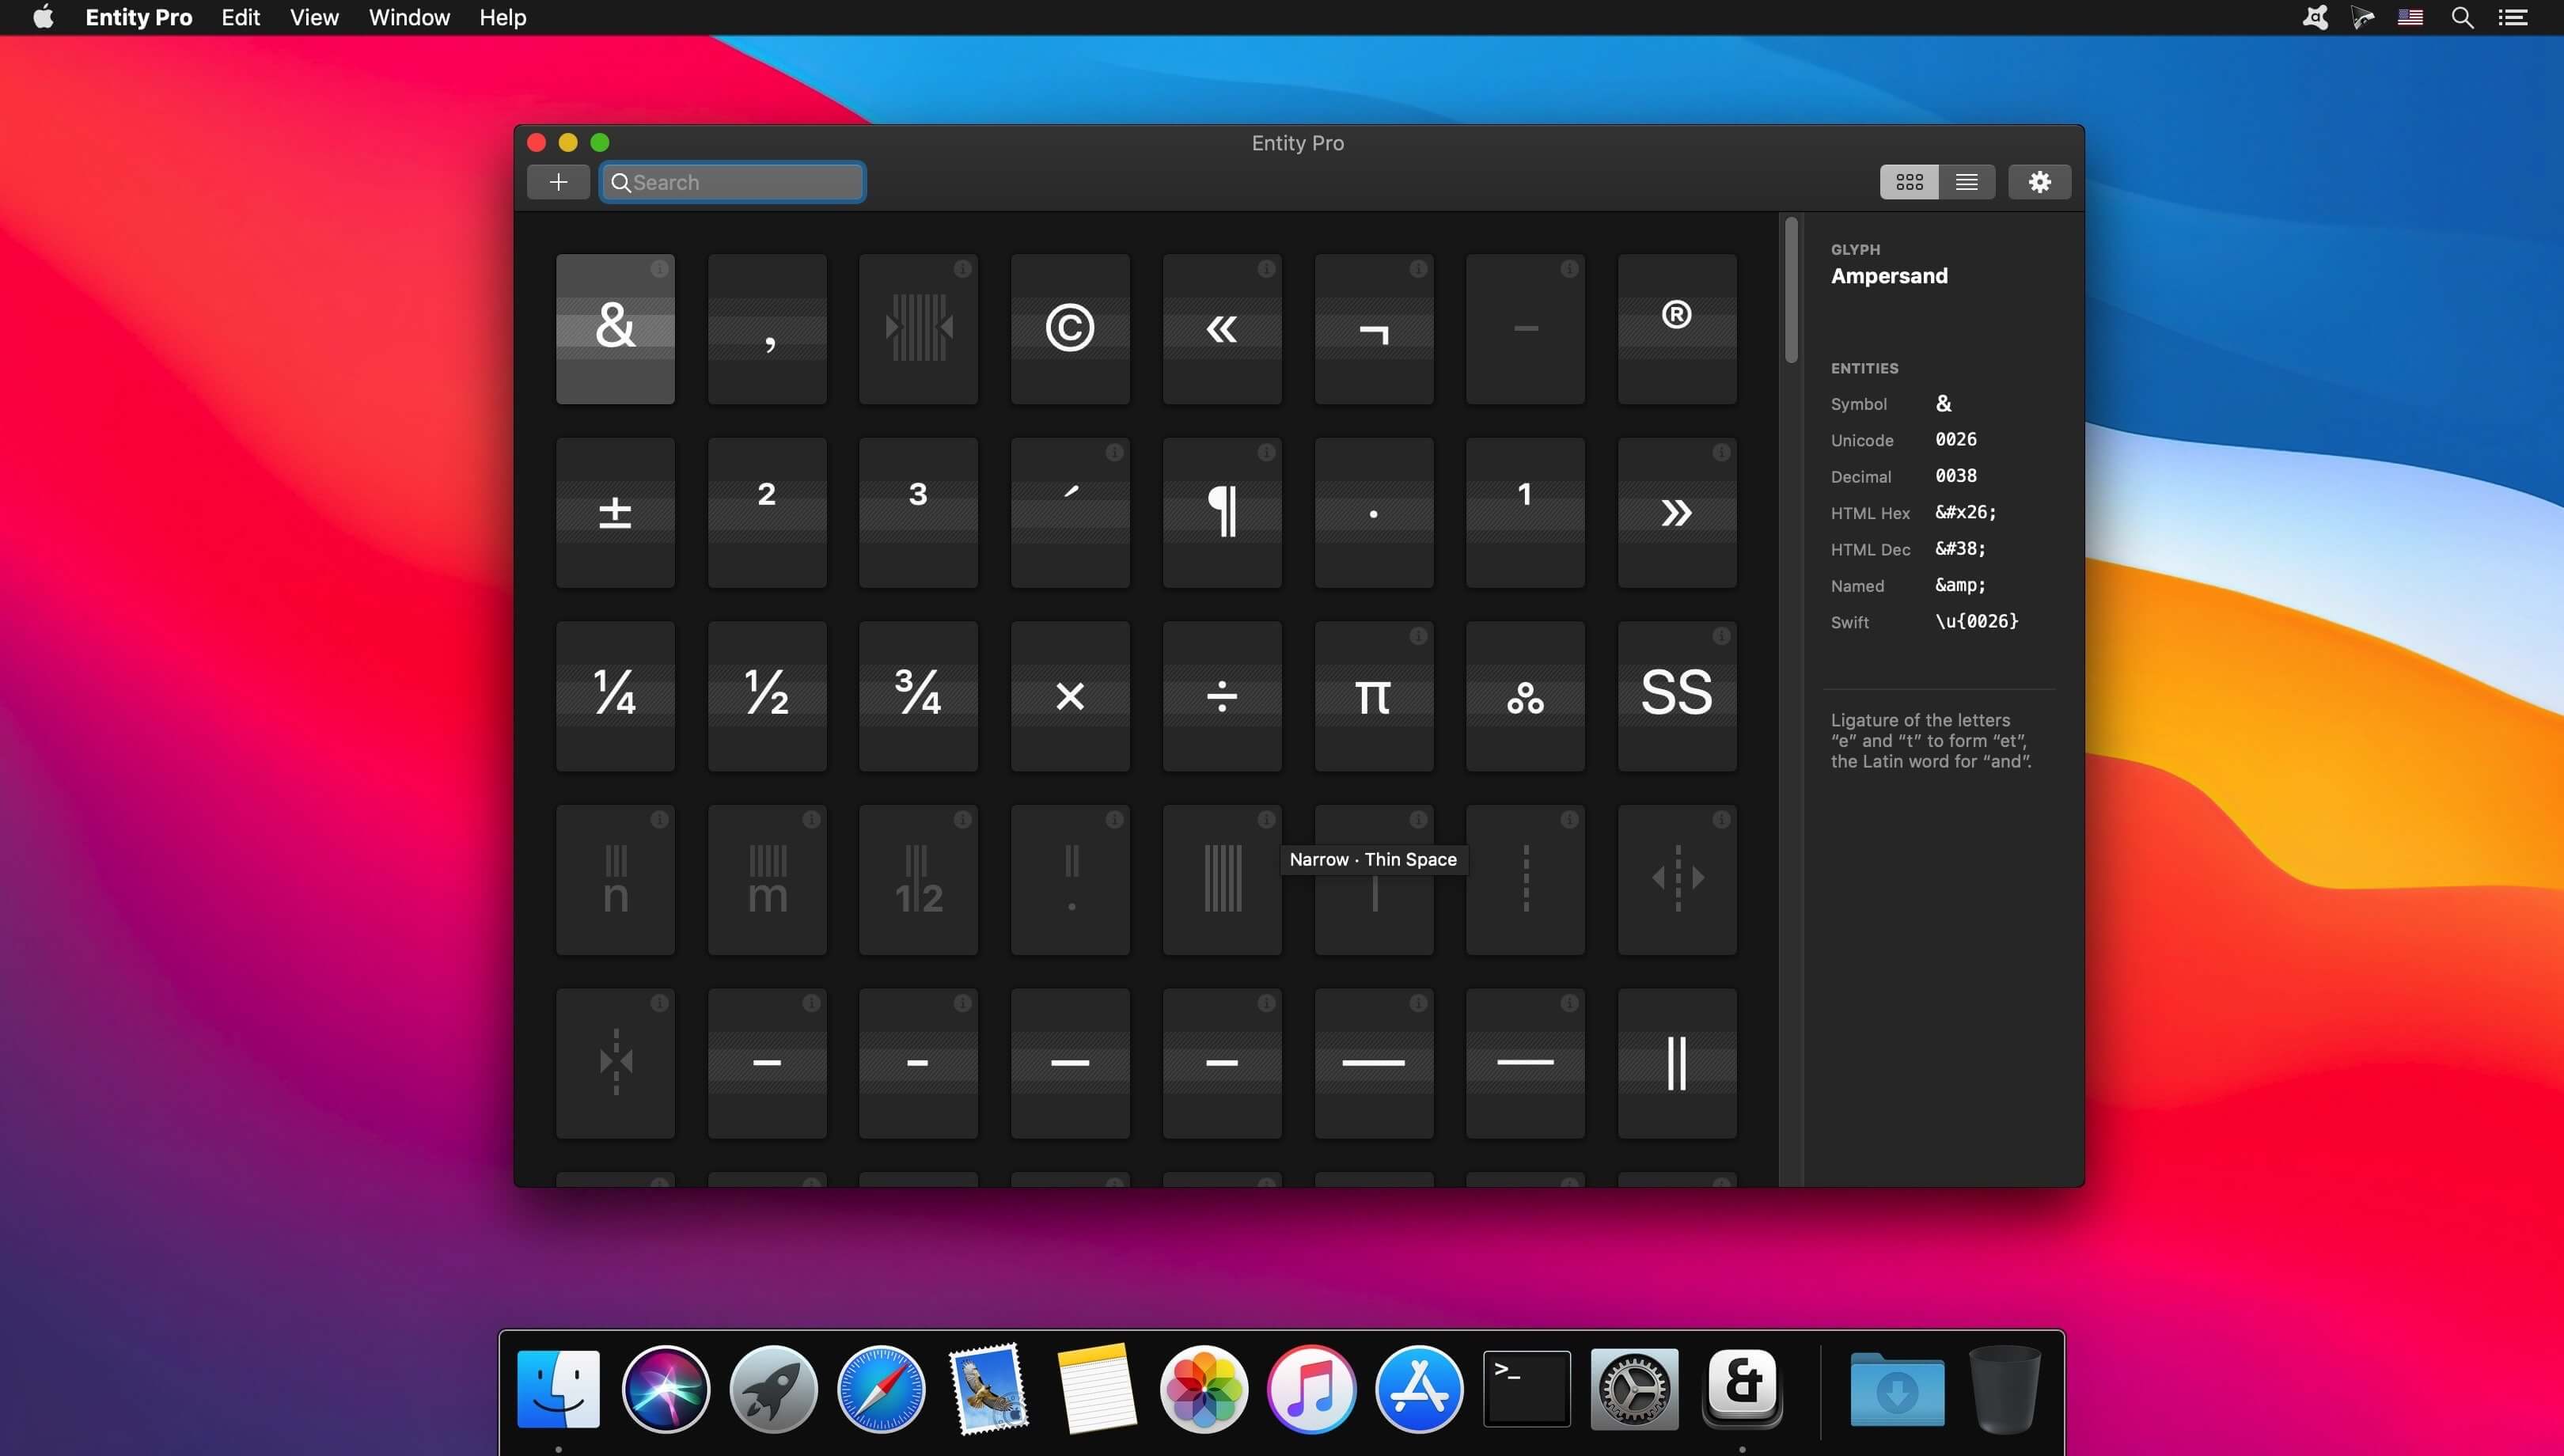 Entity Pro Edit View Window Help
Entity Pro
Search
& , © « ¬ – ®
± ² ³ ´ ¶ · ¹ »
¼ ½ ¾ × ÷ π ஃ SS
n m 1 2 .
Narrow · Thin Space
‐ ‑ ‒ – — ― ‖
GLYPH
Ampersand
ENTITIES
Symbol &
Unicode 0026
Decimal 0038
HTML Hex &#x26;
HTML Dec &#38;
Named &amp;
Swift \u{0026}
Ligature of the letters
“e” and “t” to form “et”,
the Latin word for “and”.
>_
&